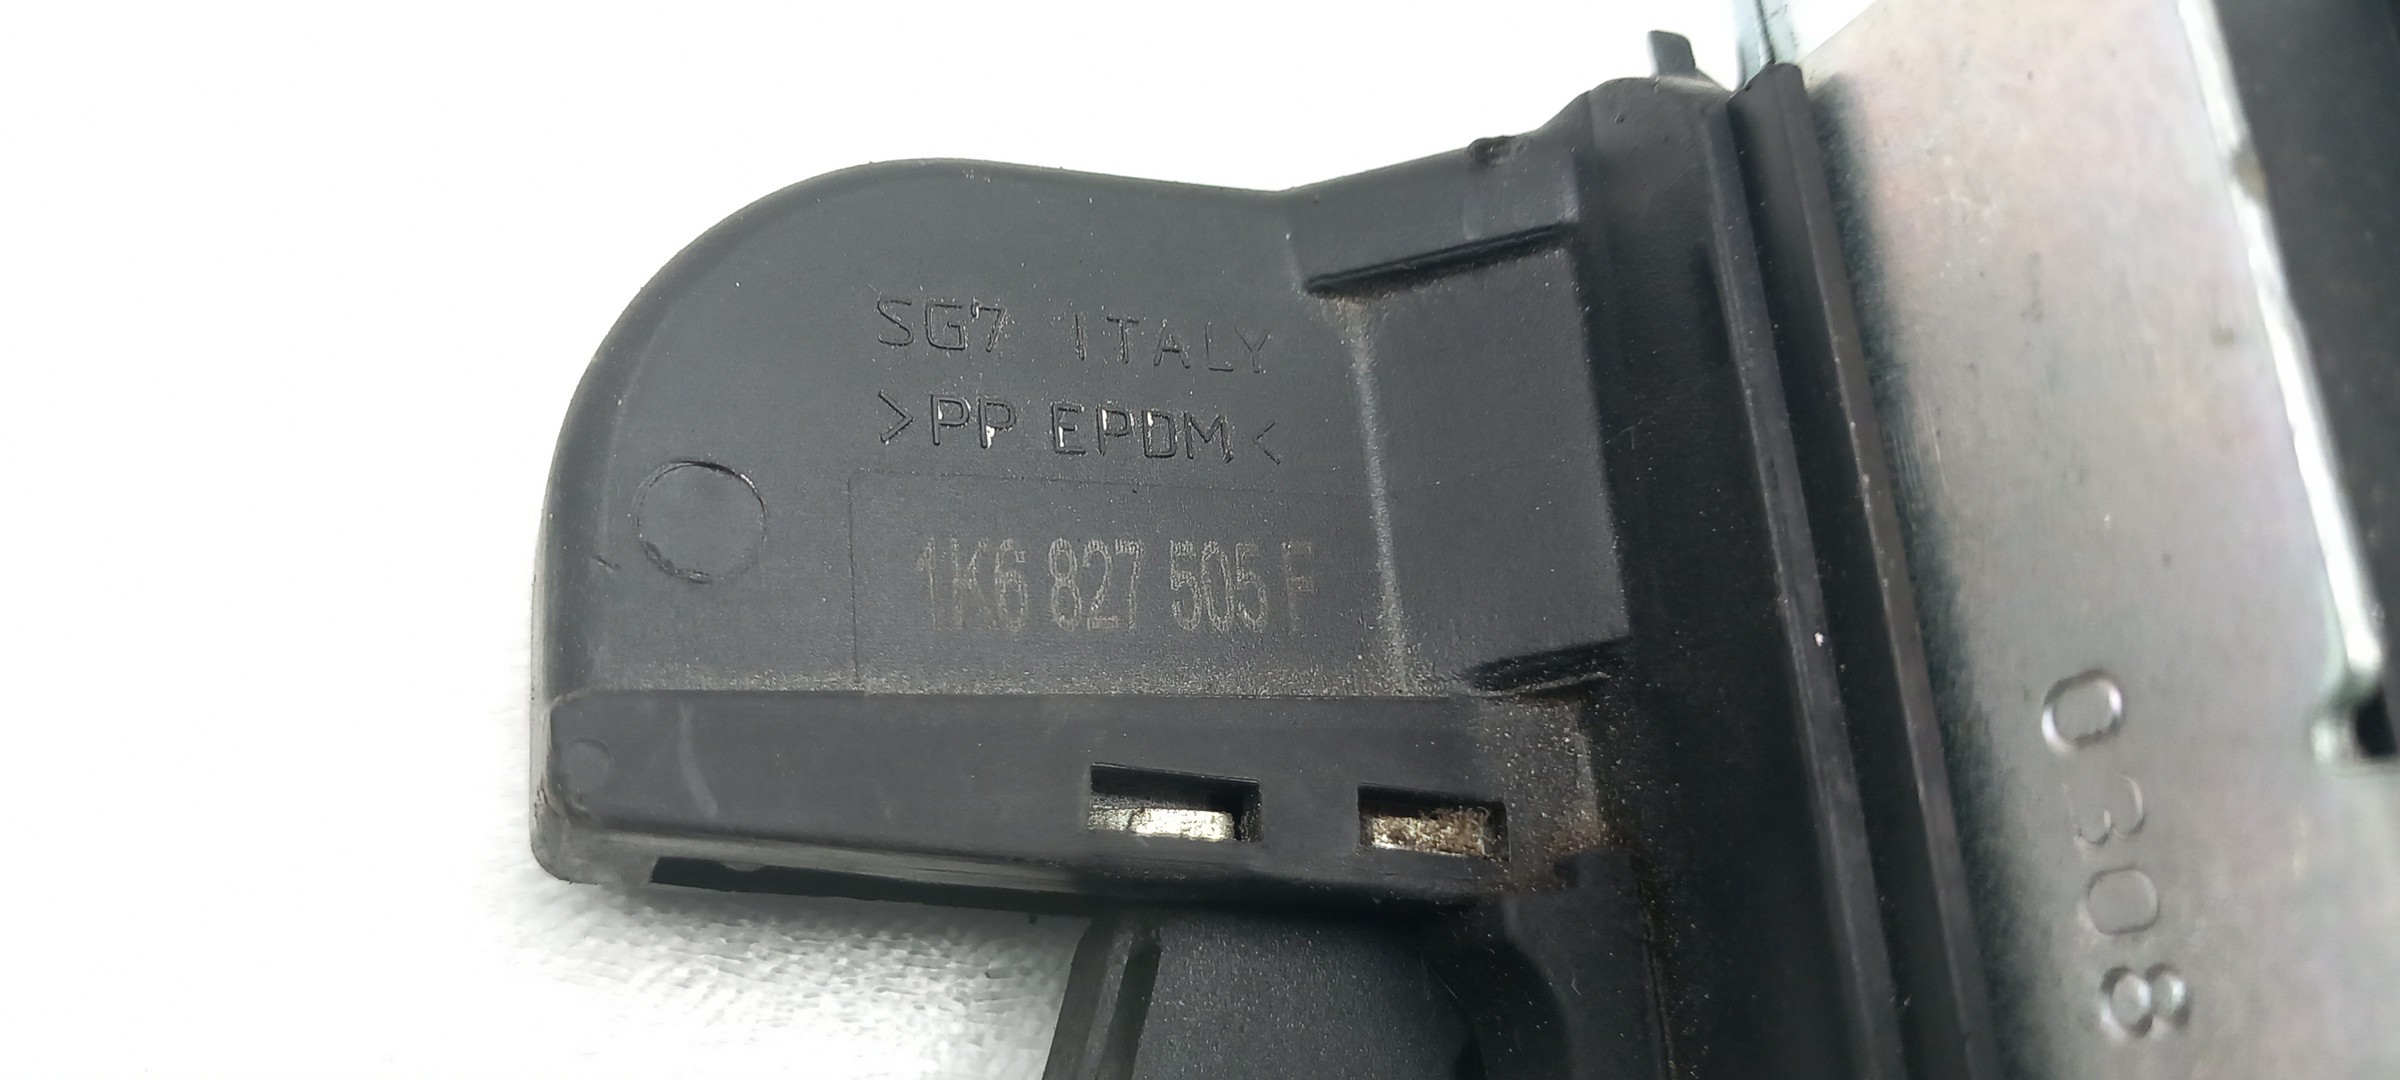 SG7 ITALY
>PP EPDM<
1K6 827 505 F
0308